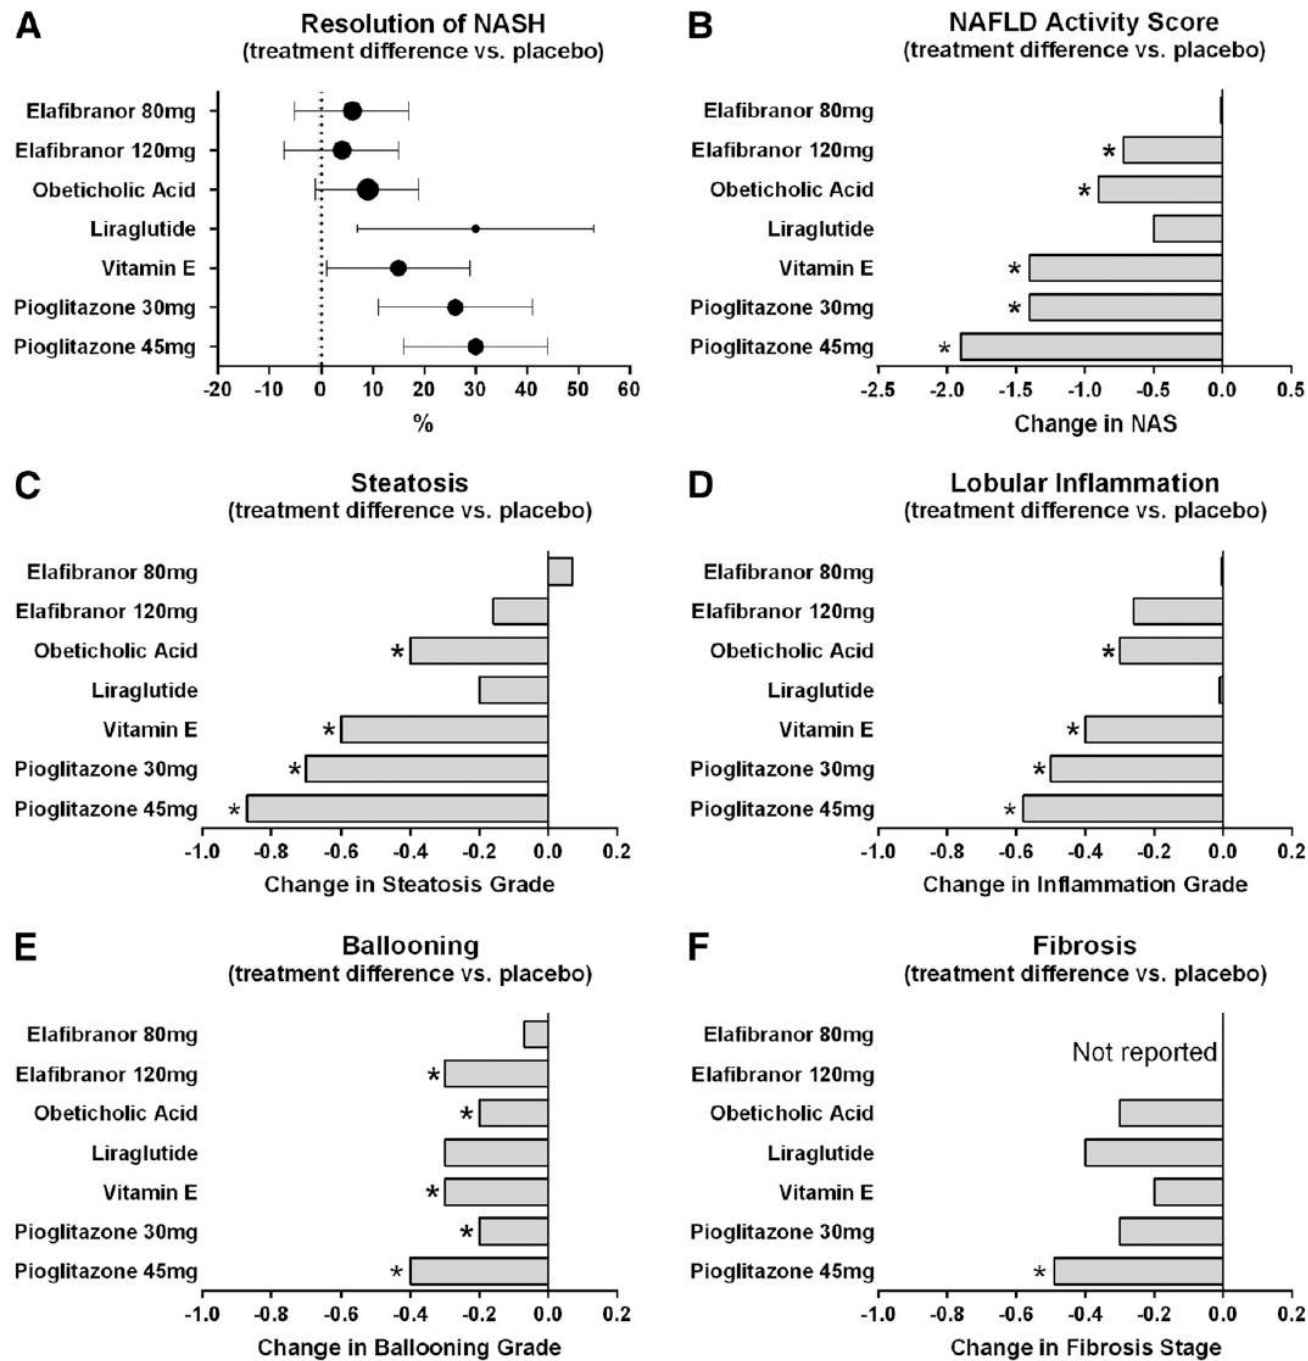 A
Resolution of NASH
(treatment difference vs. placebo)
Elafibranor 80mg
Elafibranor 120mg
Obeticholic Acid
Liraglutide
Vitamin E
Pioglitazone 30mg
Pioglitazone 45mg
-20 -10 0 10 20 30 40 50 60
%
B
NAFLD Activity Score
(treatment difference vs. placebo)
Elafibranor 80mg
Elafibranor 120mg *
Obeticholic Acid *
Liraglutide
Vitamin E *
Pioglitazone 30mg *
Pioglitazone 45mg *
-2.5 -2.0 -1.5 -1.0 -0.5 0.0 0.5
Change in NAS
C
Steatosis
(treatment difference vs. placebo)
Elafibranor 80mg
Elafibranor 120mg
Obeticholic Acid *
Liraglutide
Vitamin E *
Pioglitazone 30mg *
Pioglitazone 45mg *
-1.0 -0.8 -0.6 -0.4 -0.2 0.0 0.2
Change in Steatosis Grade
D
Lobular Inflammation
(treatment difference vs. placebo)
Elafibranor 80mg
Elafibranor 120mg
Obeticholic Acid *
Liraglutide
Vitamin E *
Pioglitazone 30mg *
Pioglitazone 45mg *
-1.0 -0.8 -0.6 -0.4 -0.2 0.0 0.2
Change in Inflammation Grade
E
Ballooning
(treatment difference vs. placebo)
Elafibranor 80mg
Elafibranor 120mg *
Obeticholic Acid *
Liraglutide
Vitamin E *
Pioglitazone 30mg *
Pioglitazone 45mg *
-1.0 -0.8 -0.6 -0.4 -0.2 0.0 0.2
Change in Ballooning Grade
F
Fibrosis
(treatment difference vs. placebo)
Elafibranor 80mg
Not reported
Elafibranor 120mg
Obeticholic Acid
Liraglutide
Vitamin E
Pioglitazone 30mg
Pioglitazone 45mg *
-1.0 -0.8 -0.6 -0.4 -0.2 0.0 0.2
Change in Fibrosis Stage